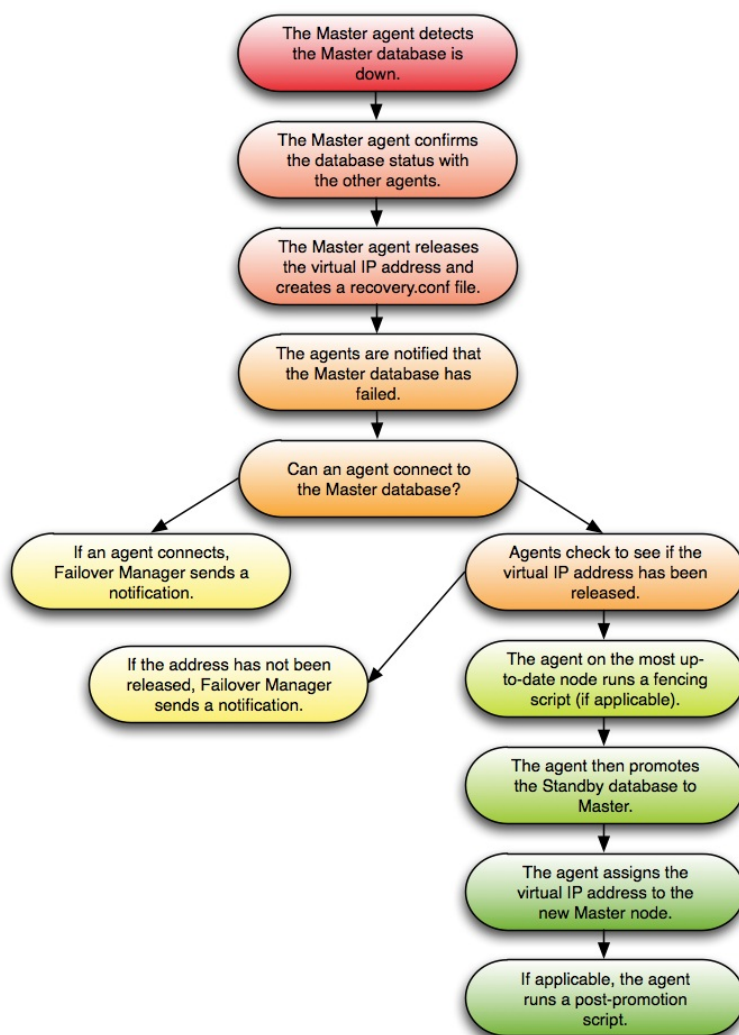 The Master agent detects
the Master database is
down.
The Master agent confirms
the database status with
the other agents.
The Master agent releases
the virtual IP address and
creates a recovery.conf file.
The agents are notified that
the Master database has
failed.
Can an agent connect to
the Master database?
If an agent connects,
Failover Manager sends a
notification.
Agents check to see if the
virtual IP address has been
released.
If the address has not been
released, Failover Manager
sends a notification.
The agent on the most up-
to-date node runs a fencing
script (if applicable).
The agent then promotes
the Standby database to
Master.
The agent assigns the
virtual IP address to the
new Master node.
If applicable, the agent
runs a post-promotion
script.